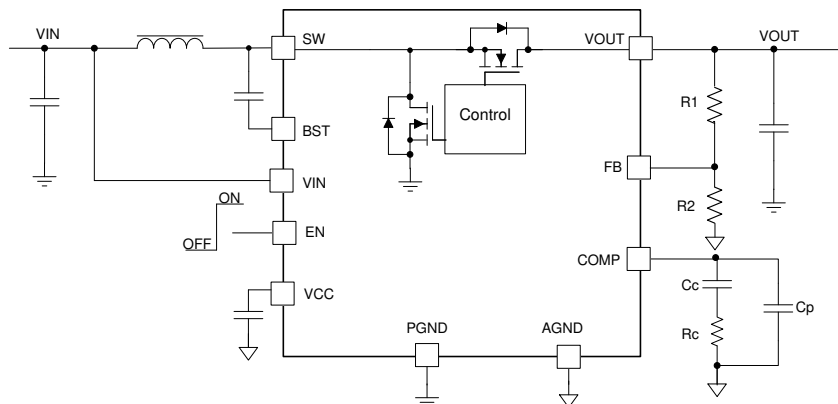 VIN
SW
VOUT
VOUT
R1
Control
BST
FB
VIN
ON
R2
EN
OFF
COMP
VCC
Cc
Cp
PGND
AGND
Rc